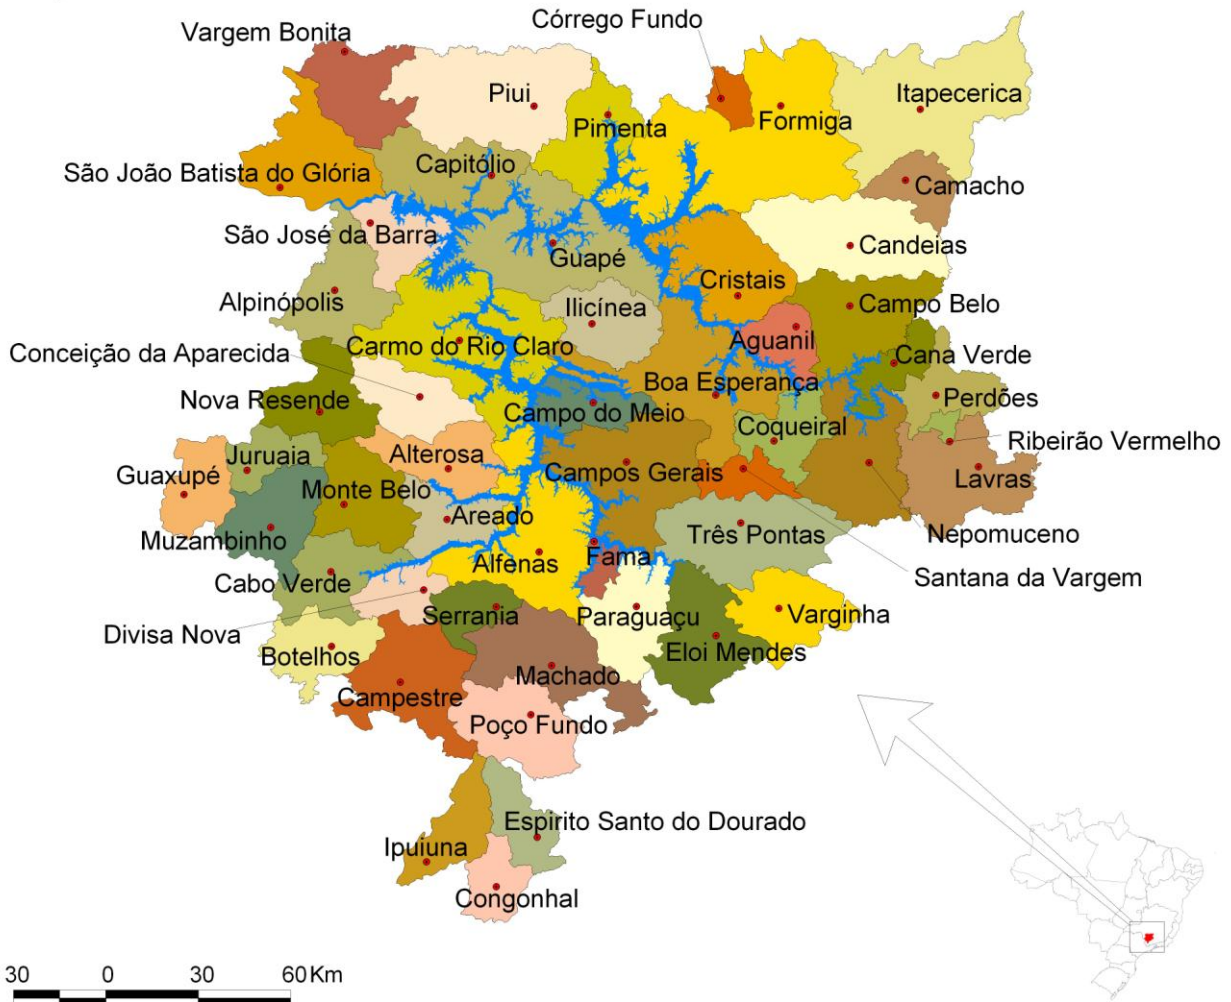 Córrego Fundo
Vargem Bonita
Piui
Itapecerica
Pimenta
Formiga
Capitólio
São João Batista do Glória
Camacho
São José da Barra
Candeias
Guapé
Cristais
Alpinópolis
Ilicínea
Campo Belo
Aguanil
Carmo do Rio Claro
Conceição da Aparecida
Cana Verde
Boa Esperança
Nova Resende
Perdões
Campo do Meio
Coqueiral
Ribeirão Vermelho
Juruaia
Alterosa
Guaxupé
Campos Gerais
Lavras
Monte Belo
Areado
Muzambinho
Três Pontas
Nepomuceno
Fama
Alfenas
Cabo Verde
Santana da Vargem
Serrania
Paraguaçu
Varginha
Divisa Nova
Botelhos
Eloi Mendes
Machado
Campestre
Poço Fundo
Espirito Santo do Dourado
Ipuiuna
Congonhal
30 0 30 60 Km